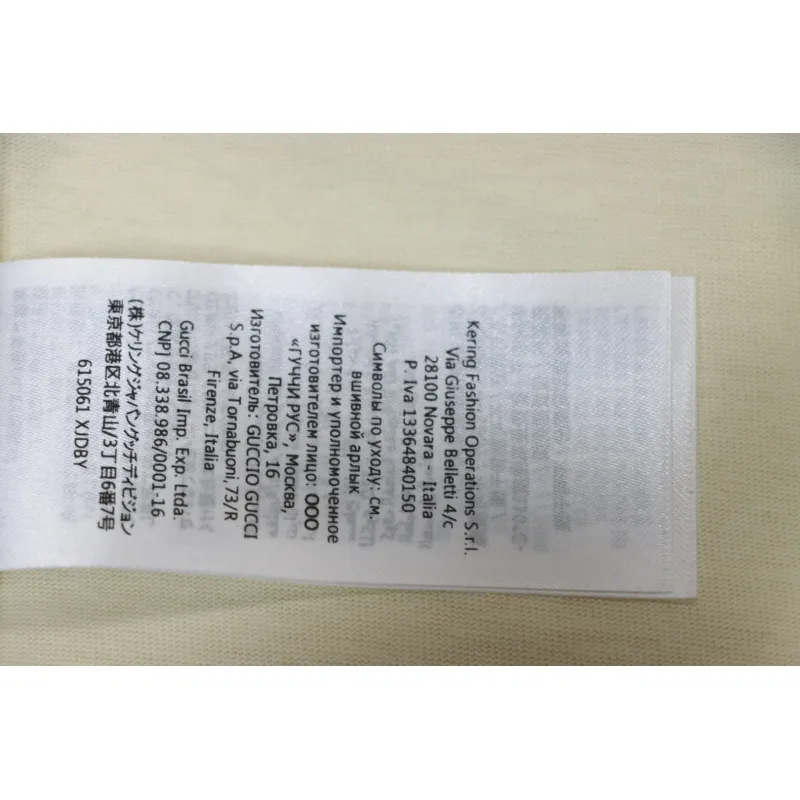 Kering Fashion Operations S.r.l.
Via Giuseppe Belletti 4/c
28100 Novara - Italia
P. Iva 13364840150
Символы по уходу: см.
вшивной арлык
Импортер и уполномоченное
изготовителем лицо: ООО
«ГУЧЧИ РУС», Москва,
Петровка, 16
Изготовитель: GUCCIO GUCCI
S.p.A, via Tornabuoni,73/R
Firenze, Italia
Gucci Brasil Imp. Exp. Ltda.
CNPJ 08.338.986/0001-16
(株)ケリングジャパングッチディビジョン
東京都港区北青山/3丁目6番7号
615061 XJDBY